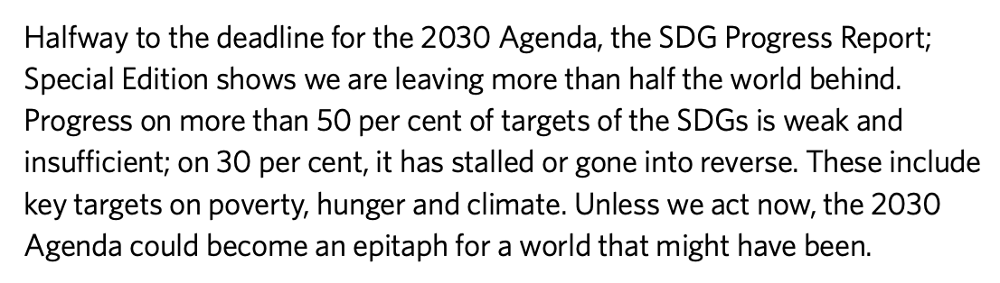 Halfway to the deadline for the 2030 Agenda, the SDG Progress Report;
Special Edition shows we are leaving more than half the world behind.
Progress on more than 50 per cent of targets of the SDGs is weak and
insufficient; on 30 per cent, it has stalled or gone into reverse. These include
key targets on poverty, hunger and climate. Unless we act now, the 2030
Agenda could become an epitaph for a world that might have been.